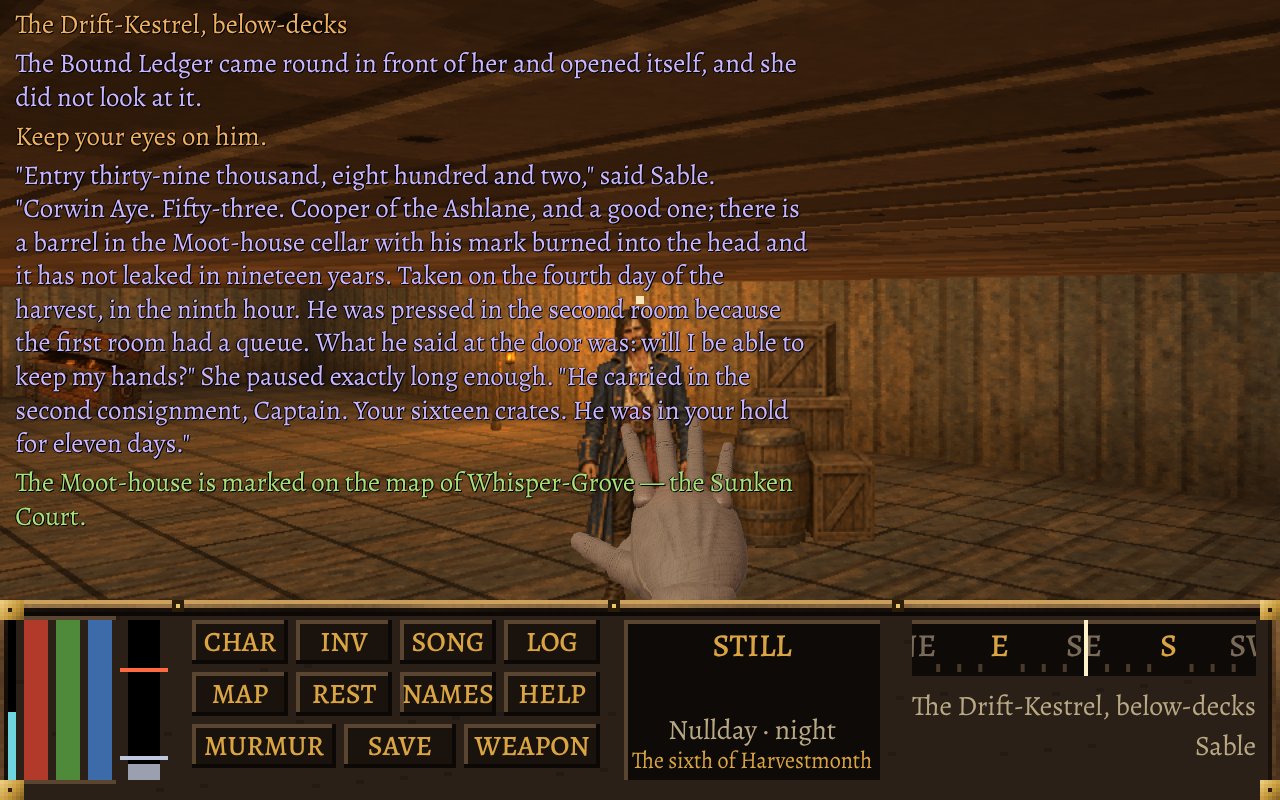 The Drift-Kestrel, below-decks
The Bound Ledger came round in front of her and opened itself, and she
did not look at it.
Keep your eyes on him.
"Entry thirty-nine thousand, eight hundred and two," said Sable.
"Corwin Aye. Fifty-three. Cooper of the Ashlane, and a good one; there is
a barrel in the Moot-house cellar with his mark burned into the head and
it has not leaked in nineteen years. Taken on the fourth day of the
harvest, in the ninth hour. He was pressed in the second room because
the first room had a queue. What he said at the door was: will I be able to
keep my hands?" She paused exactly long enough. "He carried in the
second consignment, Captain. Your sixteen crates. He was in your hold
for eleven days."
The Moot-house is marked on the map of Whisper-Grove — the Sunken
Court.
CHAR INV SONG LOG
MAP REST NAMES HELP
MURMUR SAVE WEAPON
STILL
Nullday · night
The sixth of Harvestmonth
E SE S
The Drift-Kestrel, below-decks
Sable